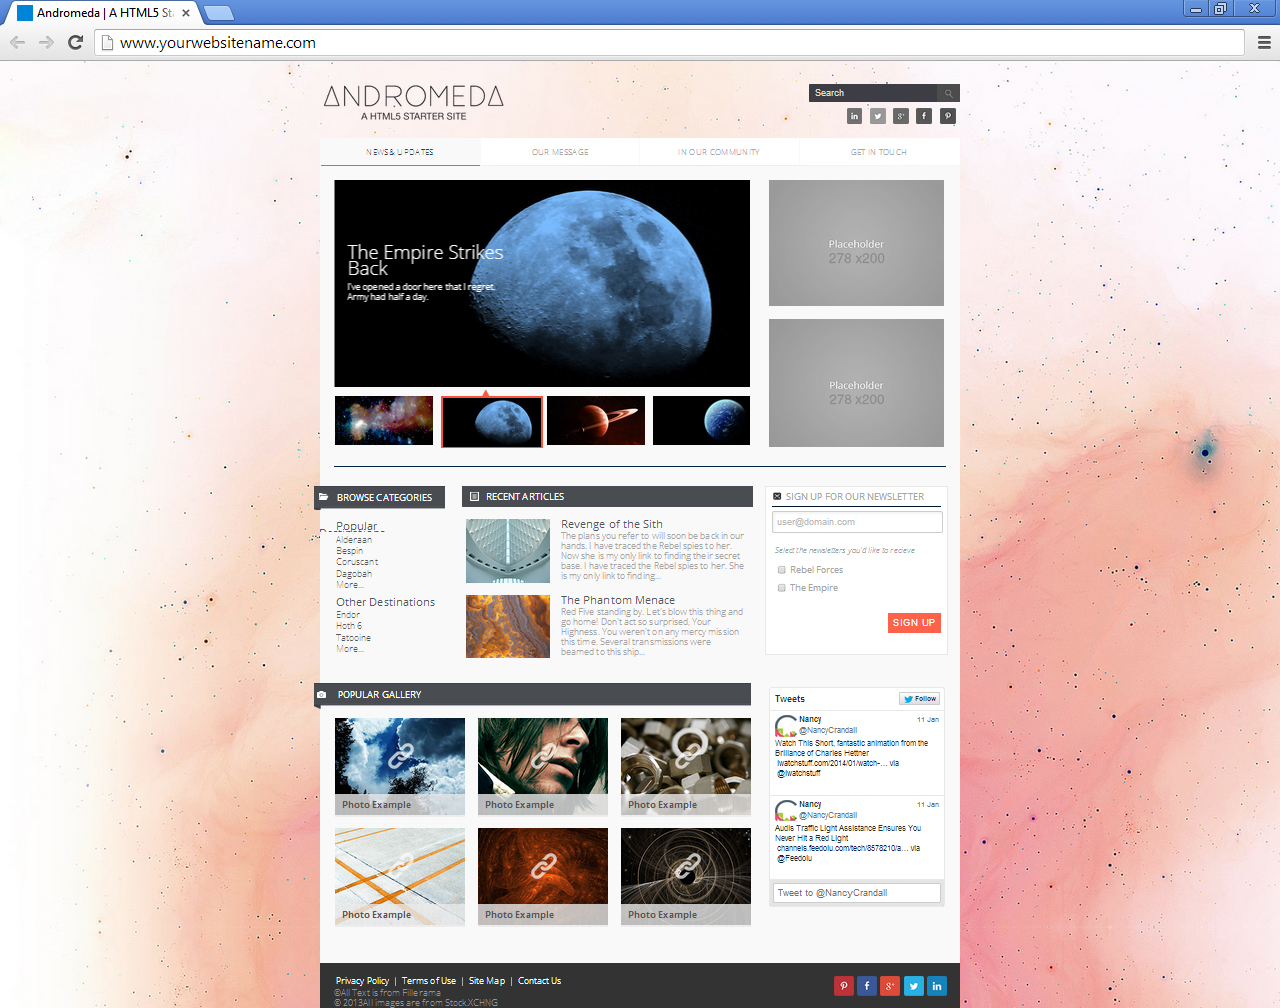 Andromeda | A HTML5 St
www.yourwebsitename.com
ANDROMEDA
A HTML5 STARTER SITE
Search
NEWS & UPDATES
OUR MESSAGE
IN OUR COMMUNITY
GET IN TOUCH
The Empire Strikes
Back
I've opened a door here that I regret.
Army had half a day.
Placeholder
278 x200
Placeholder
278 x200
BROWSE CATEGORIES
Popular
Alderaan
Bespin
Coruscant
Dagobah
More...
Other Destinations
Endor
Hoth 6
Tatooine
More...
RECENT ARTICLES
Revenge of the Sith
The plans you refer to will soon be back in our
hands. I have traced the Rebel spies to her.
Now she is my only link to finding their secret
base. I have traced the Rebel spies to her. She
is my only link to finding...
The Phantom Menace
Red Five standing by. Let's blow this thing and
go home! Don't act so surprised, Your
Highness. You weren't on any mercy mission
this time. Several transmissions were
beamed to this ship...
SIGN UP FOR OUR NEWSLETTER
user@domain.com
Select the newsletters you'd like to recieve
Rebel Forces
The Empire
SIGN UP
POPULAR GALLERY
Photo Example
Photo Example
Photo Example
Photo Example
Photo Example
Photo Example
Tweets
Follow
Nancy
11 Jan
@NancyCrandall
Watch This Short, fantastic animation from the
Brilliance of Charles Hettner
iwatchstuff.com/2014/01/watch-... via
@iwatchstuff
Nancy
11 Jan
@NancyCrandall
Audis Traffic Light Assistance Ensures You
Never Hit a Red Light
channels.feedolu.com/tech/8578210/a... via
@Feedolu
Tweet to @NancyCrandall
Privacy Policy | Terms of Use | Site Map | Contact Us
©All Text is from Fillerama
© 2013All images are from Stock.XCHNG